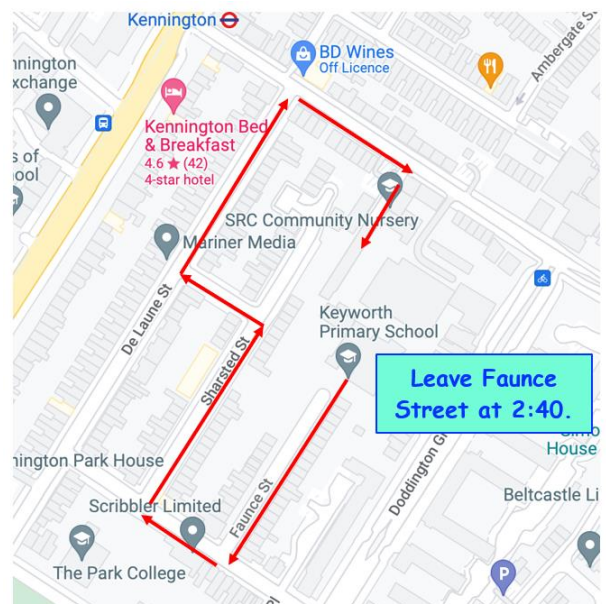 Kennington
BD Wines
Off Licence
Ambergate S
nnington
xchange
Kennington Bed
& Breakfast
4.6 ★ (42)
4-star hotel
s of
ool
SRC Community Nursery
Mariner Media
De Laune St
Keyworth
Primary School
Sharsted St
Leave Faunce
Street at 2:40.
House
nington Park House
Doddington G
Beltcastle Li
Scribbler Limited
Faunce St
The Park College
P